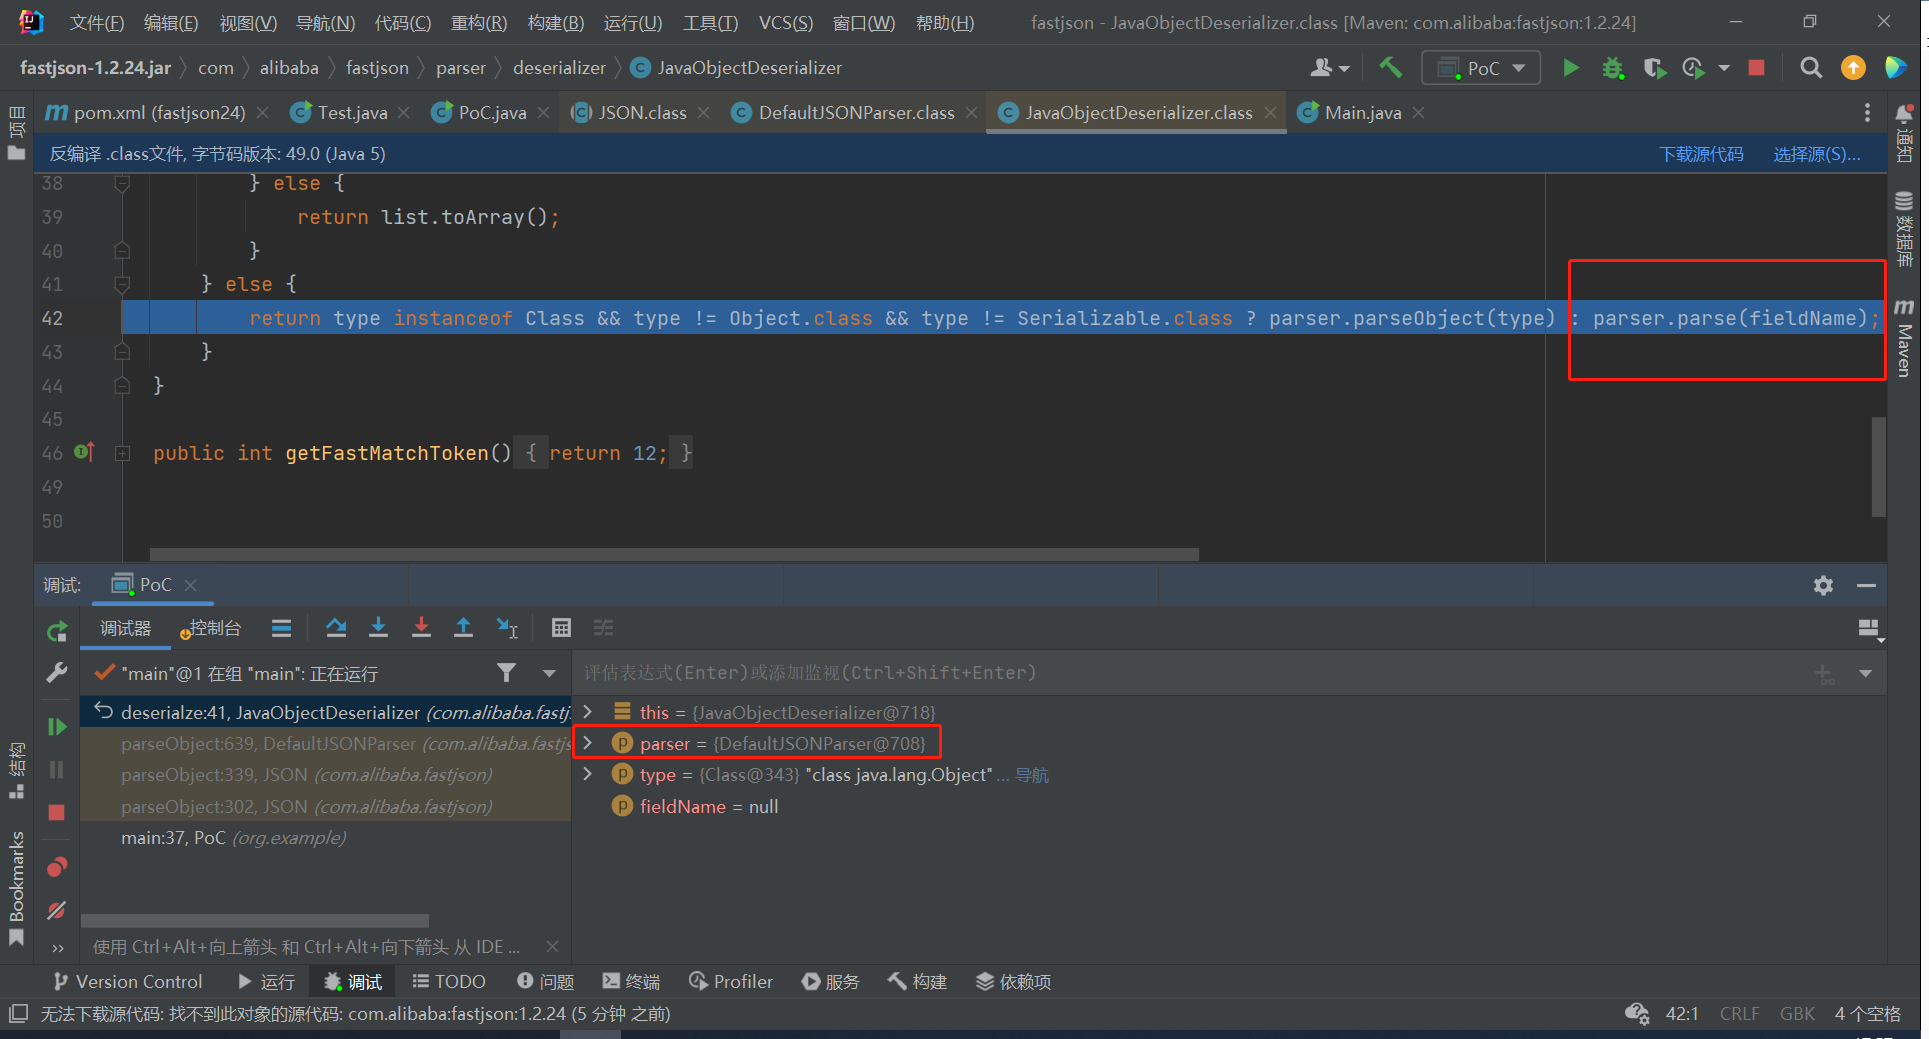 文件(F) 编辑(E) 视图(V) 导航(N) 代码(C) 重构(R) 构建(B) 运行(U) 工具(T) VCS(S) 窗口(W) 帮助(H) fastjson - JavaObjectDeserializer.class [Maven: com.alibaba:fastjson:1.2.24]
fastjson-1.2.24.jar com alibaba fastjson parser deserializer JavaObjectDeserializer PoC
pom.xml (fastjson24) Test.java PoC.java JSON.class DefaultJSONParser.class JavaObjectDeserializer.class Main.java
反编译 .class文件, 字节码版本: 49.0 (Java 5) 下载源代码 选择源(S)...
38 } else {
39 return list.toArray();
40 }
41 } else {
42 return type instanceof Class && type != Object.class && type != Serializable.class ? parser.parseObject(type) : parser.parse(fieldName);
43 }
44 }
45
46 public int getFastMatchToken() { return 12; }
49
50
项目
结构
Bookmarks
通知
数据库
Maven
调试: PoC
调试器 控制台
"main"@1 在组 "main": 正在运行
评估表达式(Enter)或添加监视(Ctrl+Shift+Enter)
deserialze:41, JavaObjectDeserializer (com.alibaba.fastj
parseObject:639, DefaultJSONParser (com.alibaba.fastjs
parseObject:339, JSON (com.alibaba.fastjson)
parseObject:302, JSON (com.alibaba.fastjson)
main:37, PoC (org.example)
this = {JavaObjectDeserializer@718}
parser = {DefaultJSONParser@708}
type = {Class@343} "class java.lang.Object" ... 导航
fieldName = null
使用 Ctrl+Alt+向上箭头 和 Ctrl+Alt+向下箭头 从 IDE ...
Version Control 运行 调试 TODO 问题 终端 Profiler 服务 构建 依赖项
无法下载源代码: 找不到此对象的源代码: com.alibaba:fastjson:1.2.24 (5 分钟 之前) 42:1 CRLF GBK 4 个空格